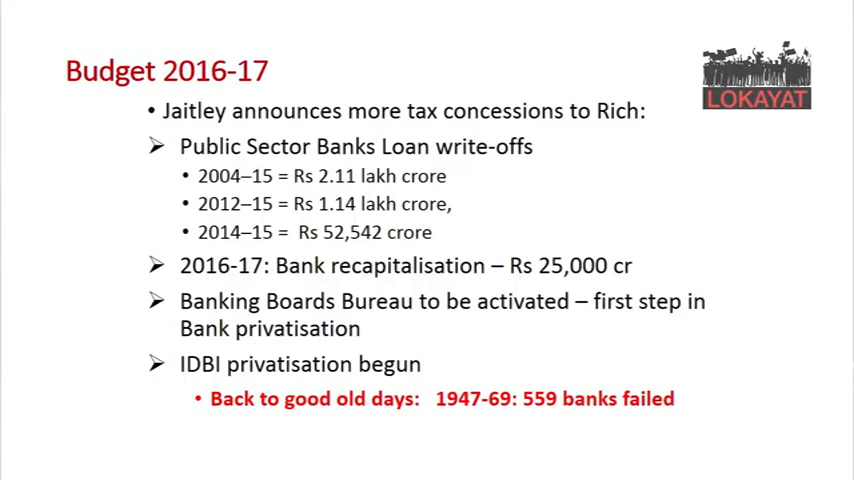 Budget 2016-17
LOKAYAT
• Jaitley announces more tax concessions to Rich:
➢ Public Sector Banks Loan write-offs
• 2004–15 = Rs 2.11 lakh crore
• 2012–15 = Rs 1.14 lakh crore,
• 2014–15 = Rs 52,542 crore
➢ 2016-17: Bank recapitalisation – Rs 25,000 cr
➢ Banking Boards Bureau to be activated – first step in
Bank privatisation
➢ IDBI privatisation begun
• Back to good old days: 1947-69: 559 banks failed